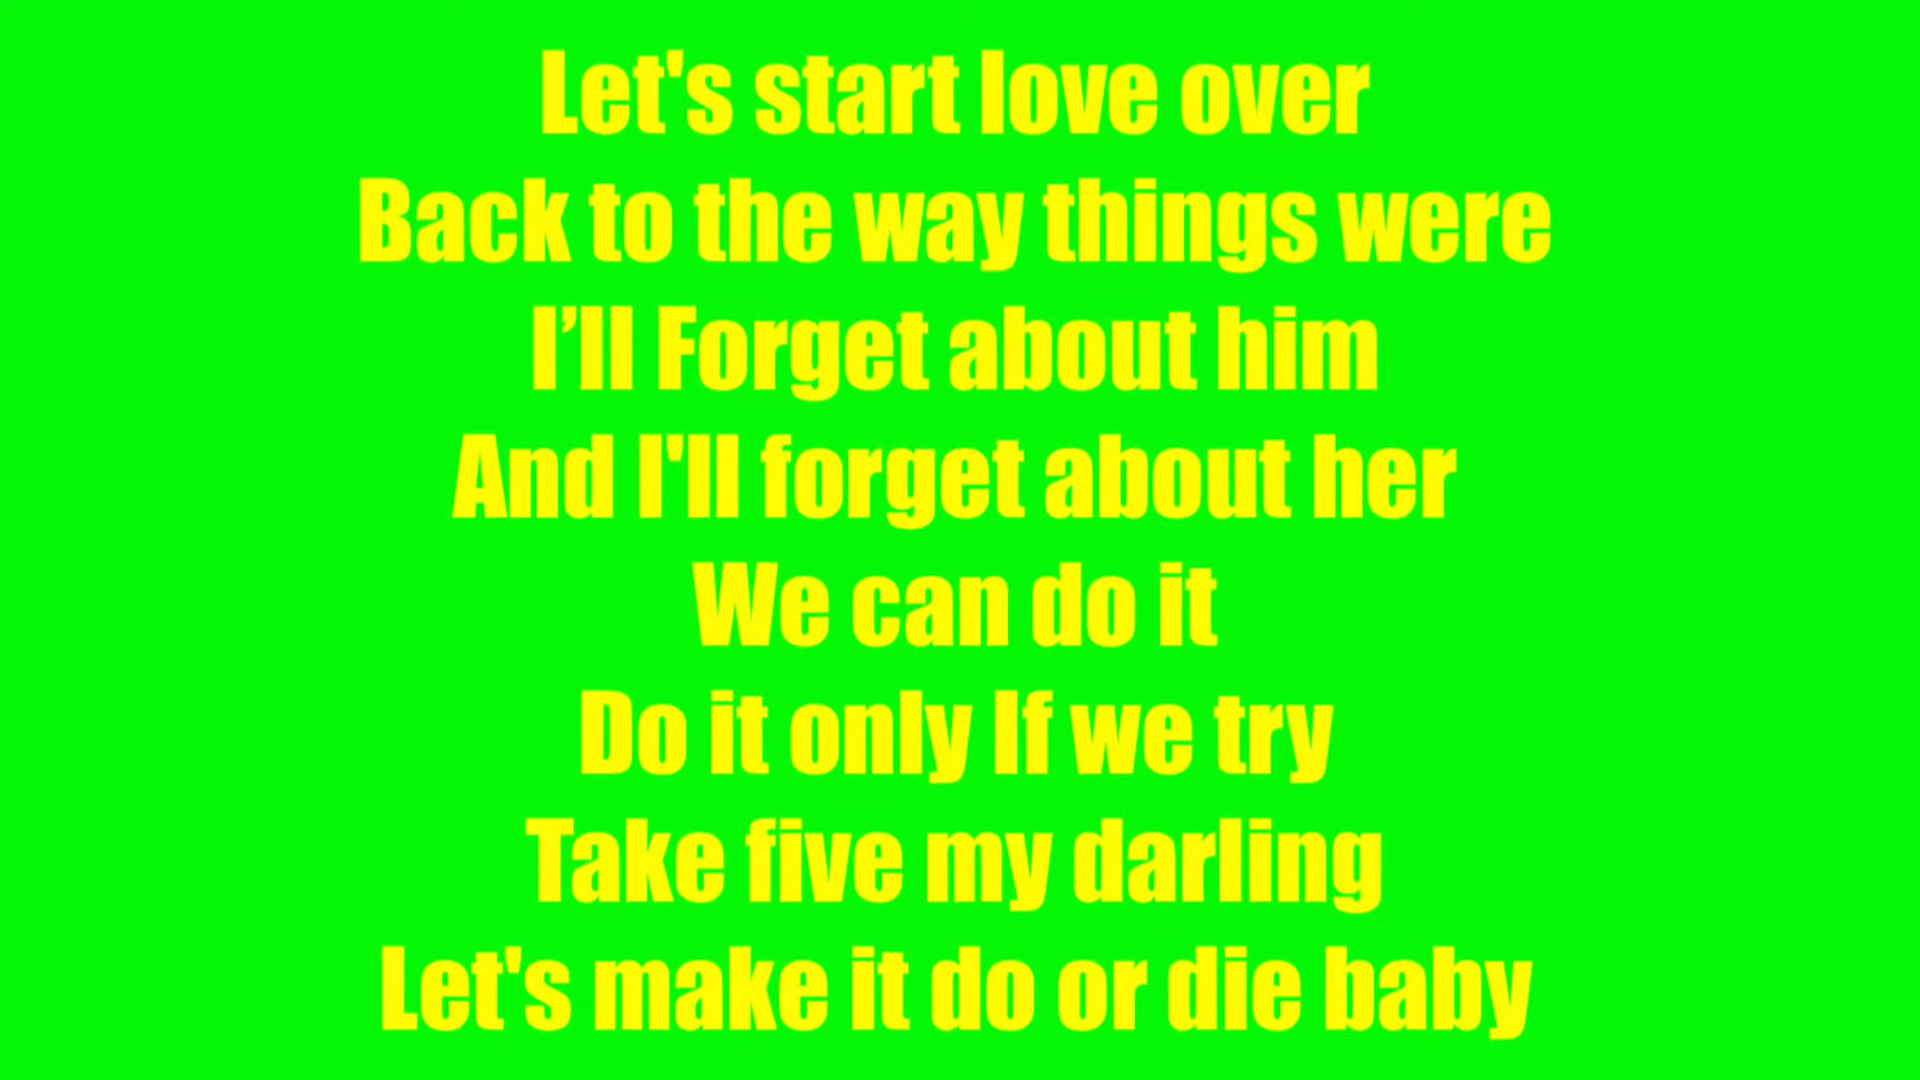 Let's start love over
Back to the way things were
I’ll Forget about him
And I'll forget about her
We can do it
Do it only If we try
Take five my darling
Let's make it do or die baby